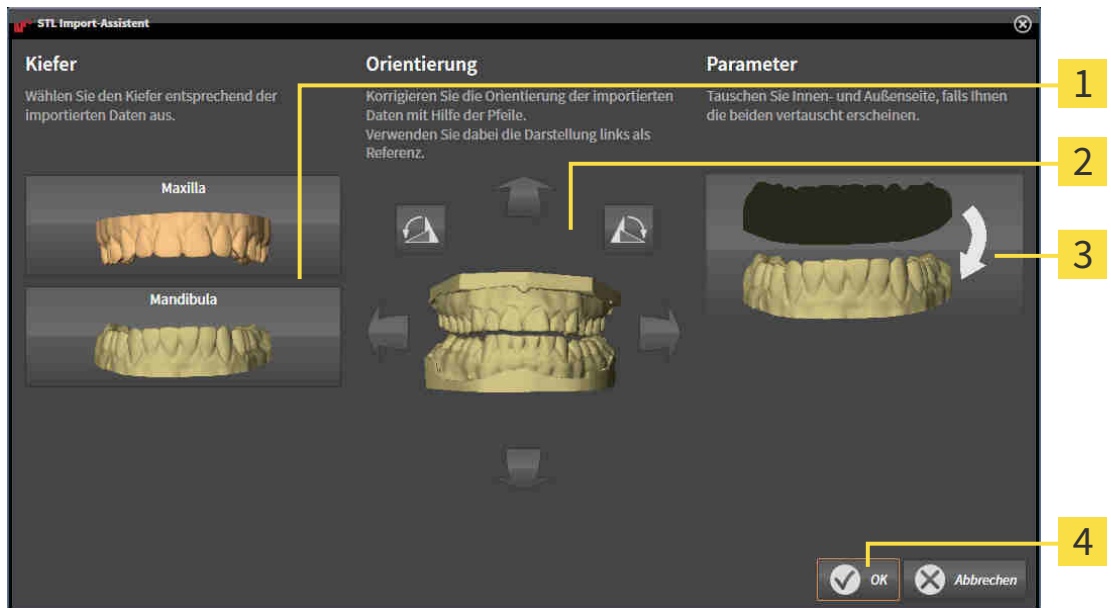 STL Import-Assistent
Kiefer
Wählen Sie den Kiefer entsprechend der
importierten Daten aus.
Maxilla
Mandibula
Orientierung
Korrigieren Sie die Orientierung der importierten
Daten mit Hilfe der Pfeile.
Verwenden Sie dabei die Darstellung links als
Referenz.
Parameter
Tauschen Sie Innen- und Außenseite, falls Ihnen
die beiden vertauscht erscheinen.
OK
Abbrechen
1
2
3
4